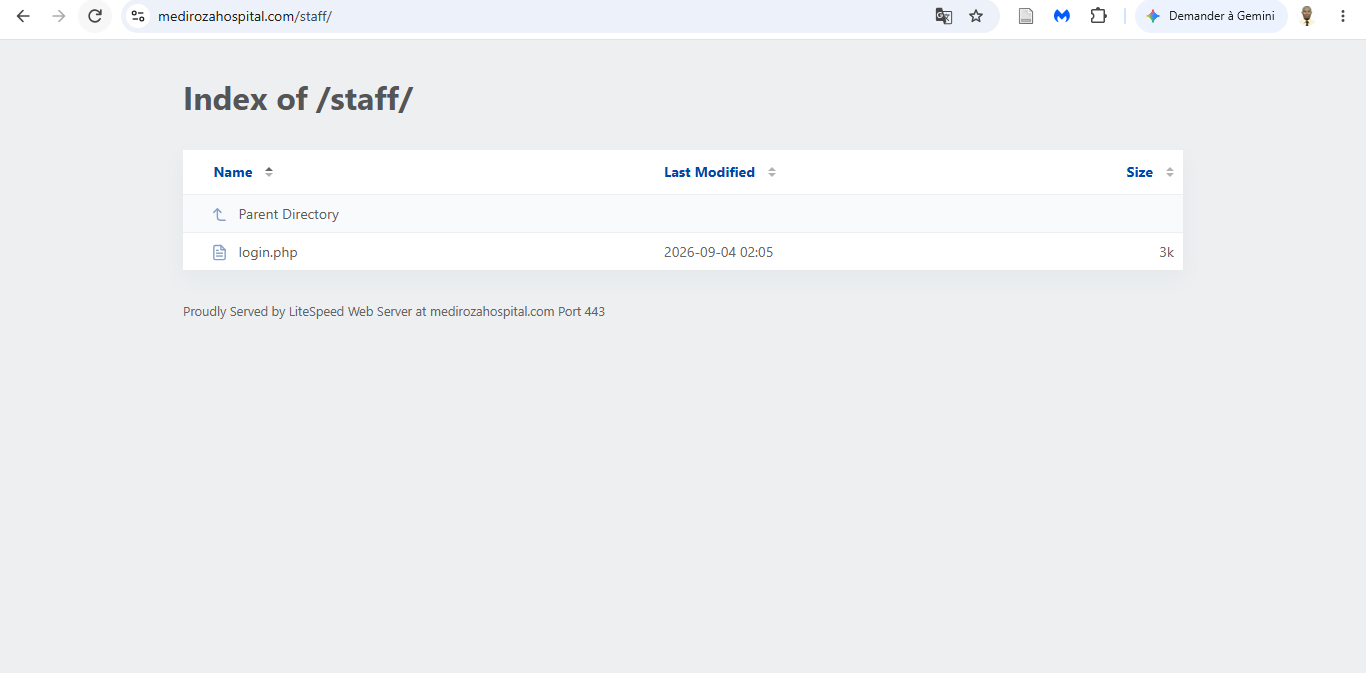 medirozahospital.com/staff/
Demander à Gemini
Index of /staff/
Name Last Modified Size
Parent Directory
login.php 2026-09-04 02:05 3k
Proudly Served by LiteSpeed Web Server at medirozahospital.com Port 443